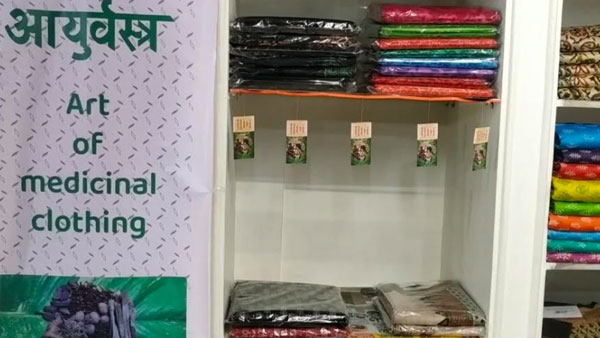 आयुर्वस्त्र
Art
of
medicinal
clothing